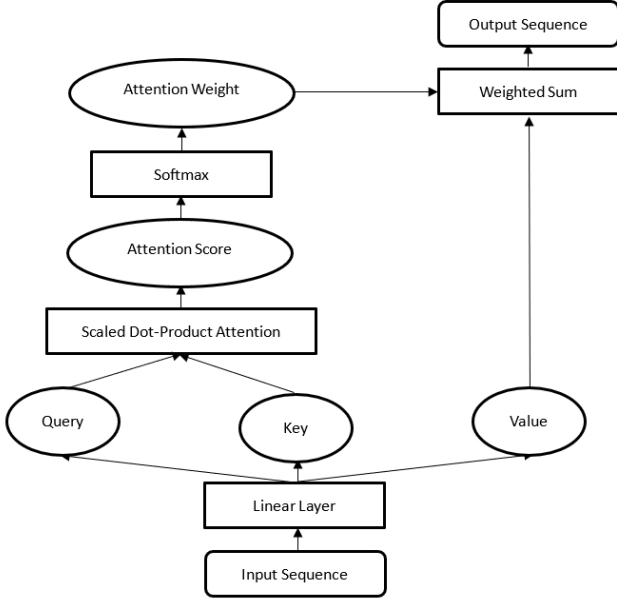 Output Sequence
Attention Weight
Weighted Sum
Softmax
Attention Score
Scaled Dot-Product Attention
Query
Key
Value
Linear Layer
Input Sequence